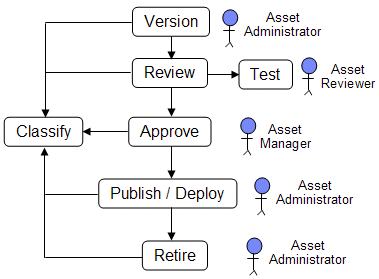 Version
Asset
Administrator
Review
Test
Asset
Reviewer
Classify
Approve
Asset
Manager
Publish / Deploy
Asset
Administrator
Retire
Asset
Administrator